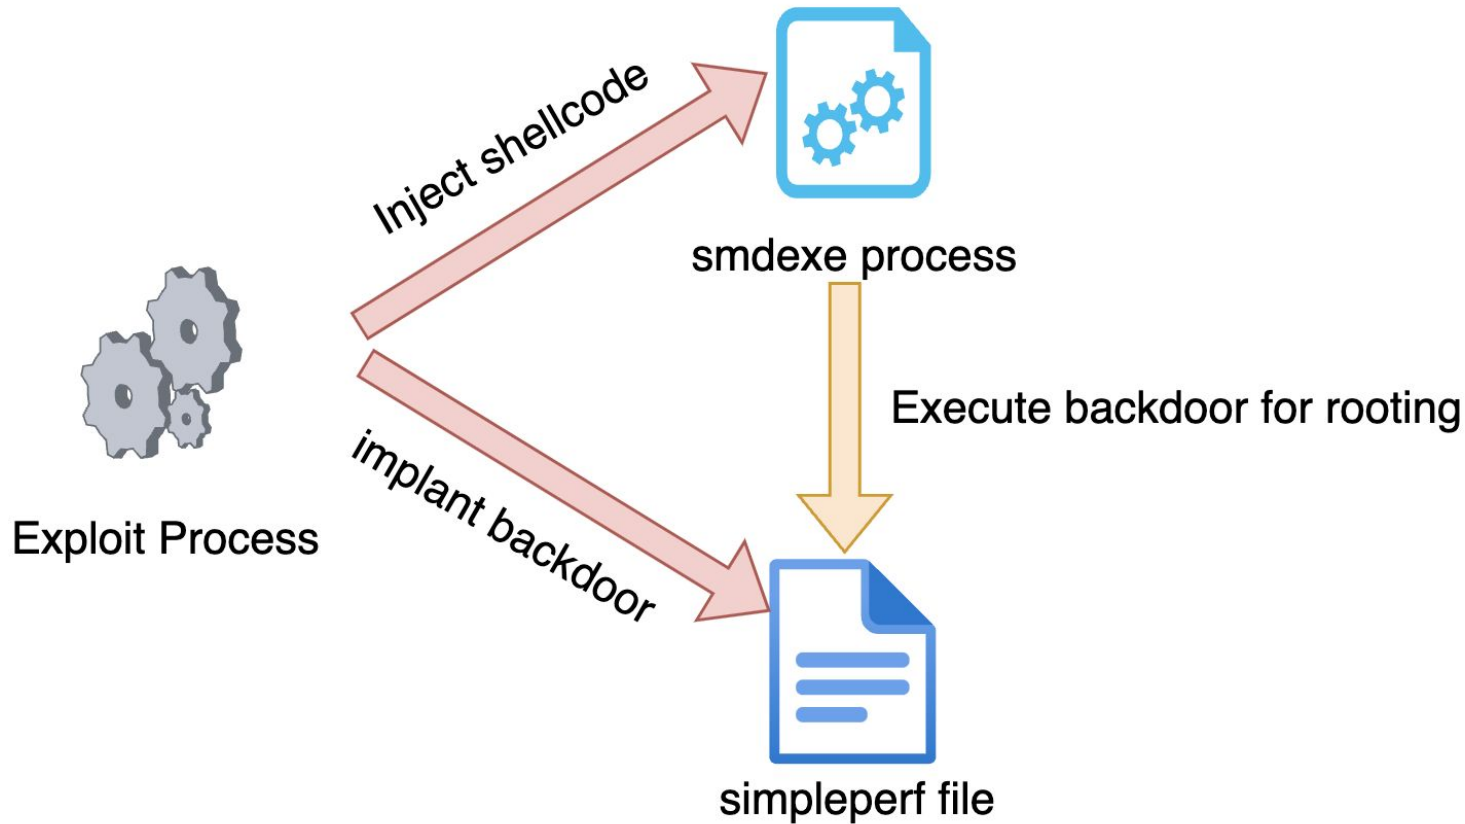 Inject shellcode
smdexe process
Execute backdoor for rooting
Exploit Process
implant backdoor
simpleperf file